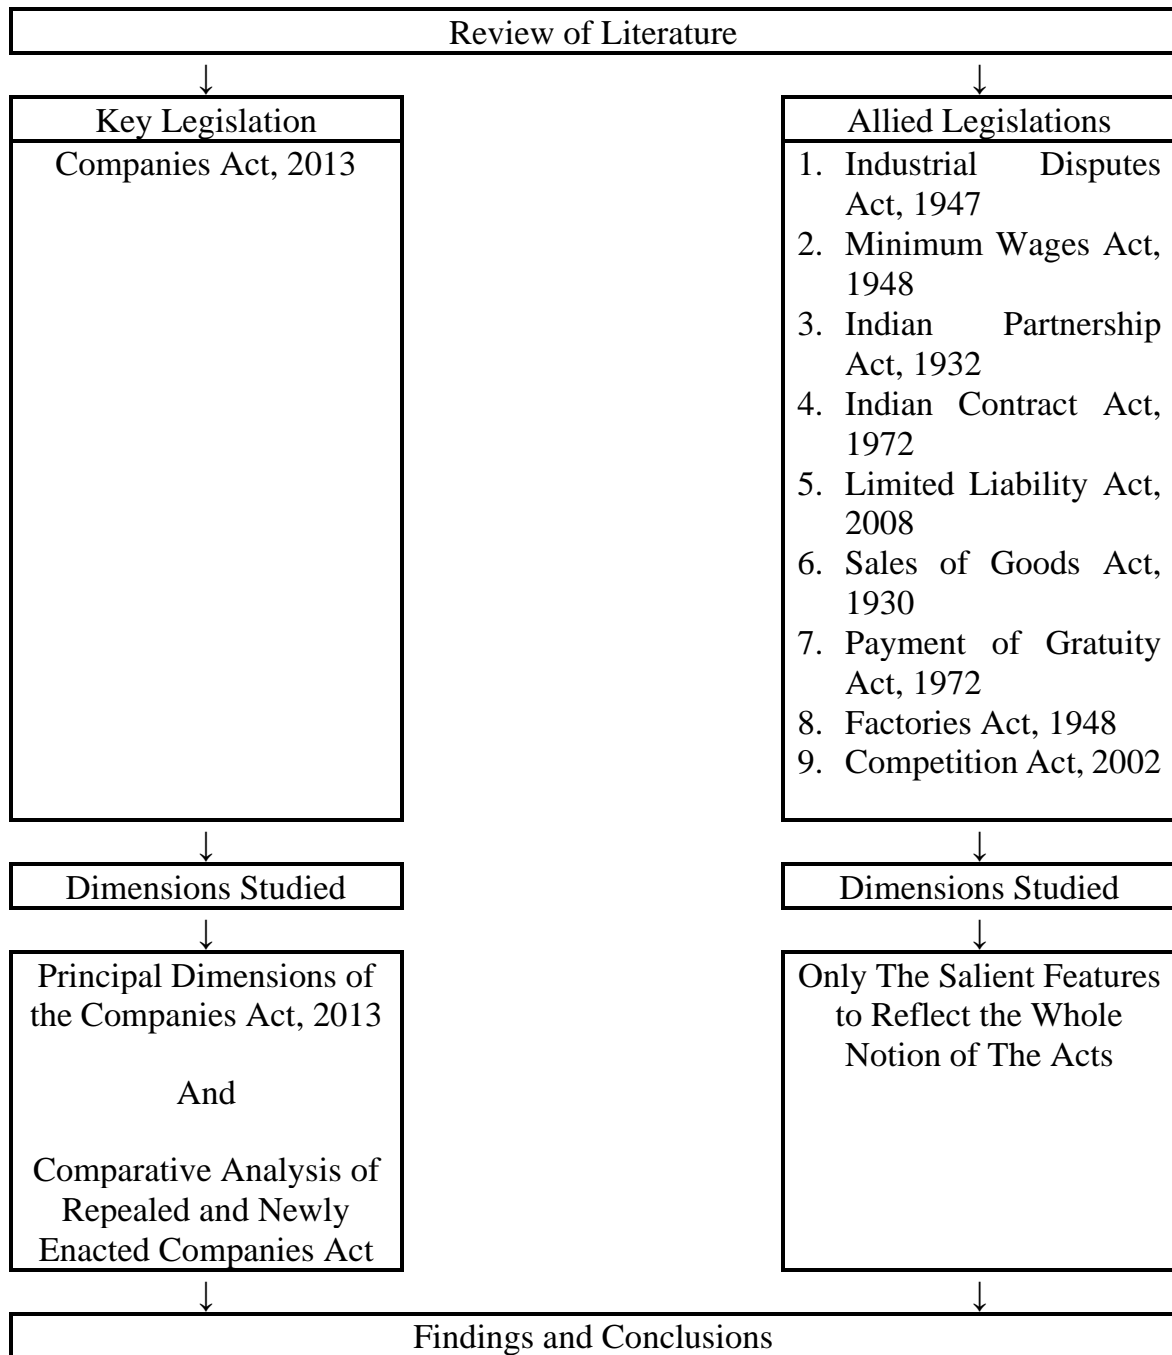 Review of Literature
↓
↓
Key Legislation
Companies Act, 2013
Allied Legislations
1. Industrial Disputes
Act, 1947
2. Minimum Wages Act,
1948
3. Indian Partnership
Act, 1932
4. Indian Contract Act,
1972
5. Limited Liability Act,
2008
6. Sales of Goods Act,
1930
7. Payment of Gratuity
Act, 1972
8. Factories Act, 1948
9. Competition Act, 2002
↓
↓
Dimensions Studied
Dimensions Studied
↓
↓
Principal Dimensions of
the Companies Act, 2013
And
Comparative Analysis of
Repealed and Newly
Enacted Companies Act
Only The Salient Features
to Reflect the Whole
Notion of The Acts
↓
↓
Findings and Conclusions